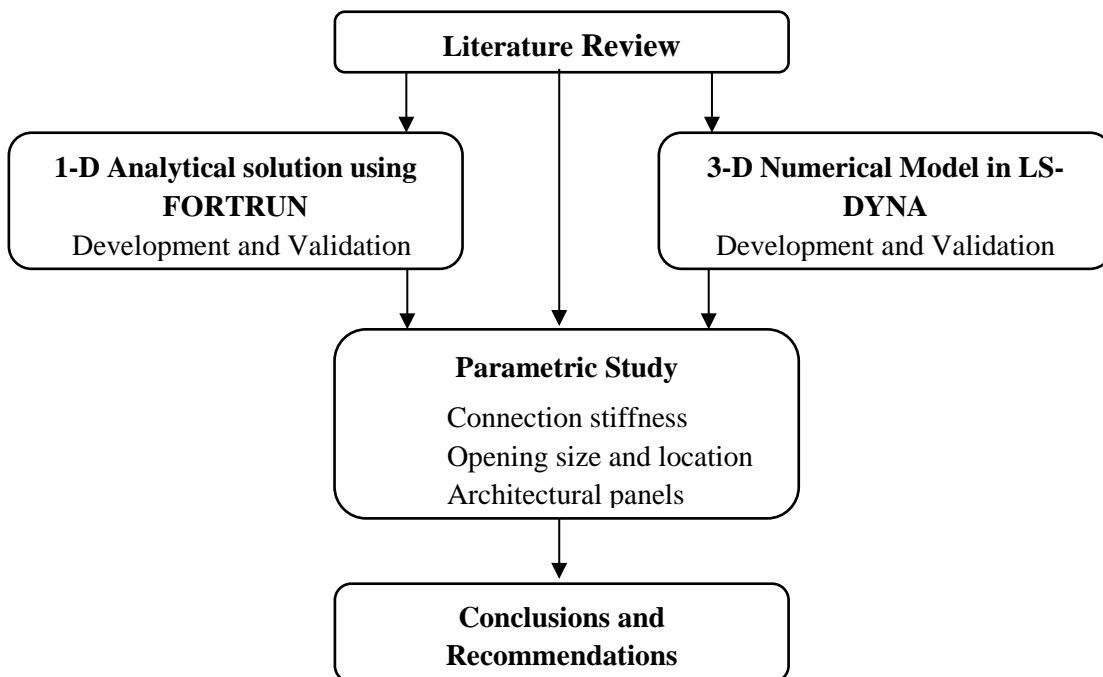 Literature Review
1-D Analytical solution using
FORTRUN
Development and Validation
3-D Numerical Model in LS-
DYNA
Development and Validation
Parametric Study
Connection stiffness
Opening size and location
Architectural panels
Conclusions and
Recommendations